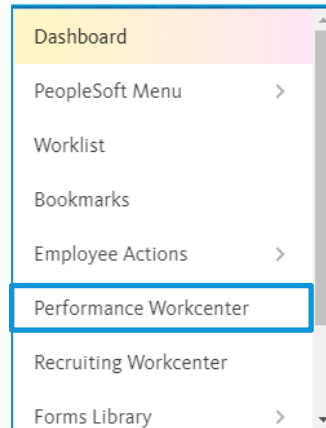 Dashboard
PeopleSoft Menu
Worklist
Bookmarks
Employee Actions
Performance Workcenter
Recruiting Workcenter
Forms Library